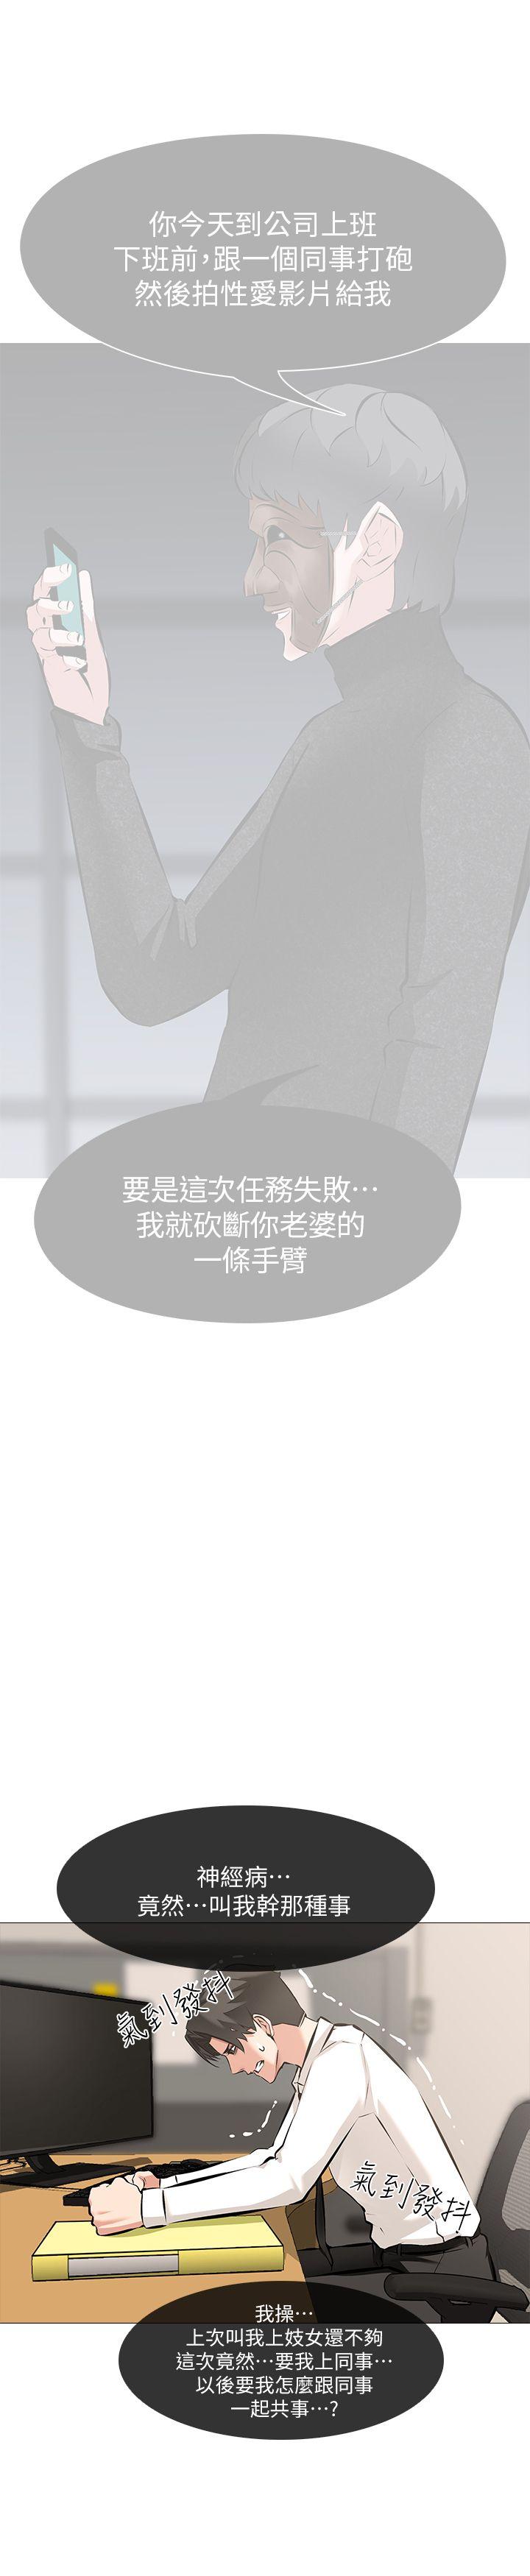 你今天到公司上班
下班前，跟一個同事打砲
然後拍性愛影片給我
要是這次任務失敗⋯
我就砍斷你老婆的
一條手臂
神經病⋯
竟然⋯叫我幹那種事
氣到發抖
氣到發抖
我操⋯
上次叫我上妓女還不夠
這次竟然⋯要我上同事⋯
以後要我怎麼跟同事
一起共事⋯?